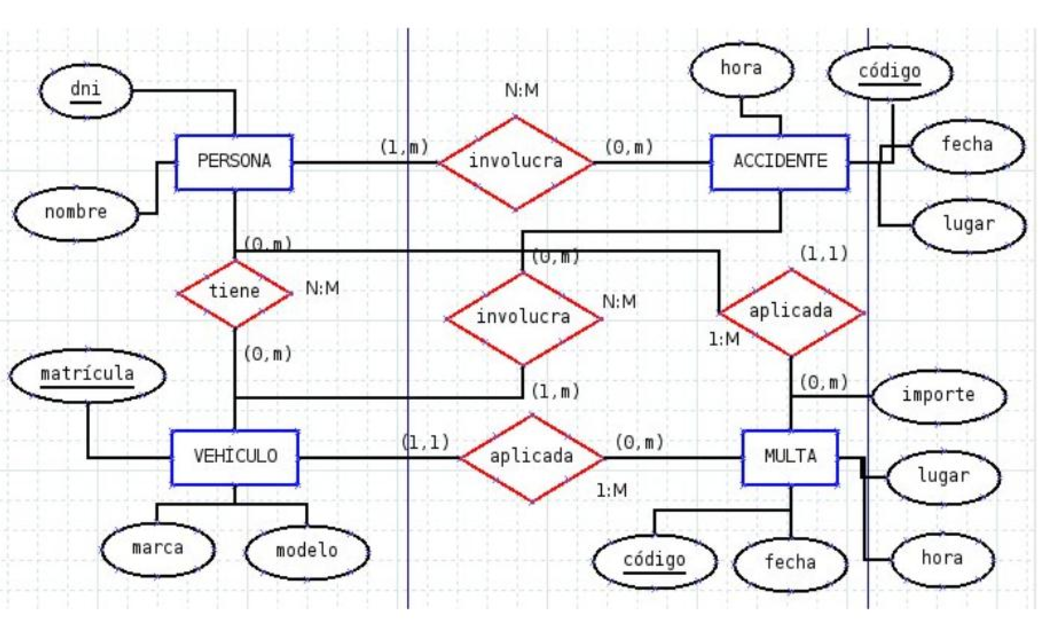 N:M
hora
código
dni
PERSONA
(1,m)
involucra
(0,m)
ACCIDENTE
fecha
nombre
lugar
(0,m)
(0,m)
(1,1)
tiene
N:M
involucra
N:M
aplicada
1:M
(0,m)
matrícula
(1,m)
(0,m)
importe
VEHÍCULO
(1,1)
aplicada
(0,m)
MULTA
lugar
1:M
marca
modelo
código
fecha
hora